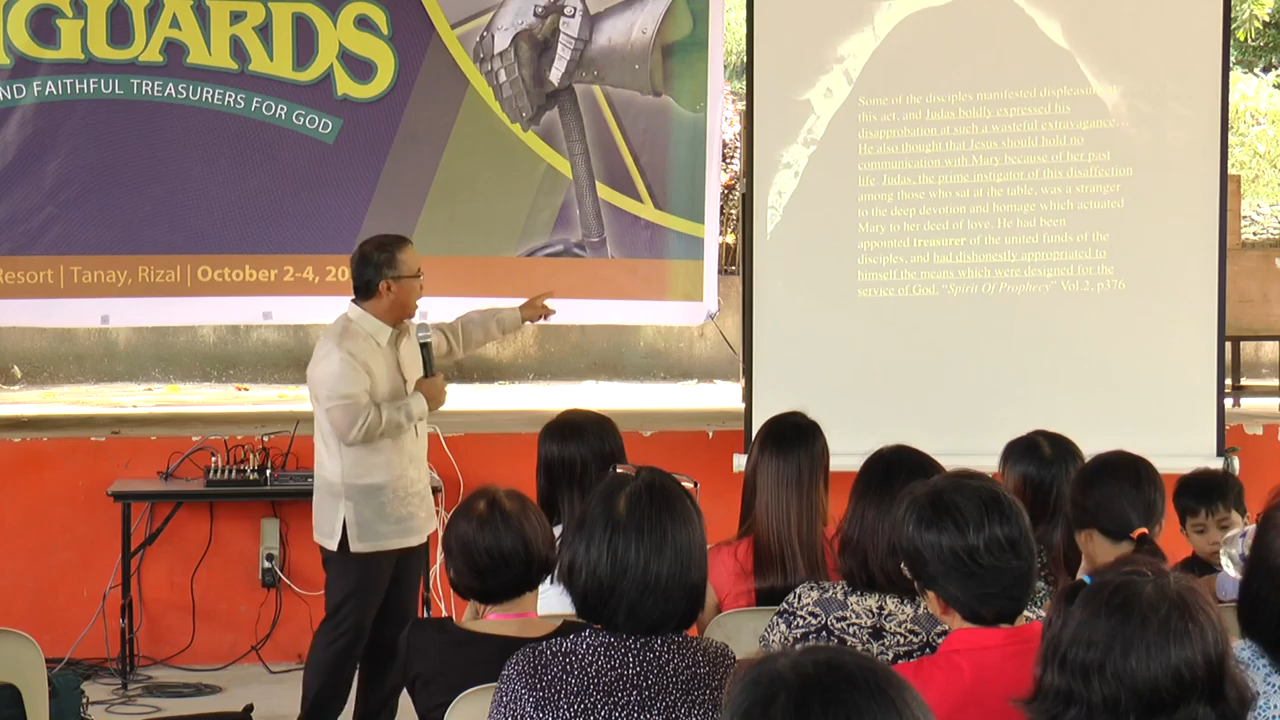 GUARDS
ND FAITHFUL TREASURERS FOR GOD
Resort | Tanay, Rizal | October 2-4, 20
Some of the disciples manifested displeasure at
this act, and Judas boldly expressed his
disapprobation at such a wasteful extravagance...
He also thought that Jesus should hold no
communication with Mary because of her past
life. Judas, the prime instigator of this disaffection
among those who sat at the table, was a stranger
to the deep devotion and homage which actuated
Mary to her deed of love. He had been
appointed treasurer of the united funds of the
disciples, and had dishonestly appropriated to
himself the means which were designed for the
service of God. “Spirit Of Prophecy” Vol.2, p376